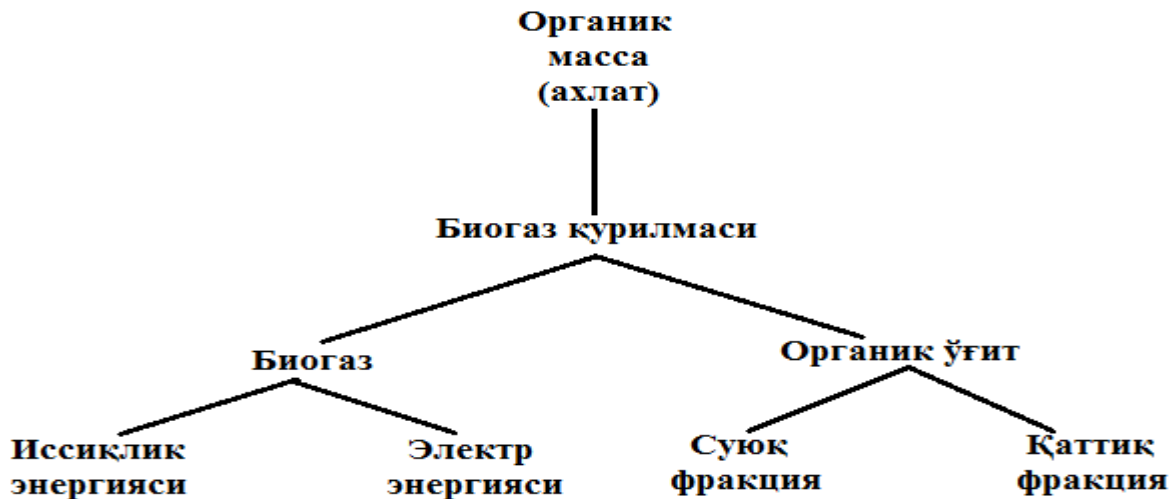 Органик
масса
(ахлат)
Биогаз қурилмаси
Биогаз
Органик ўғит
Иссиқлик
энергияси
Электр
энергияси
Суюқ
фракция
Қаттиқ
фракция